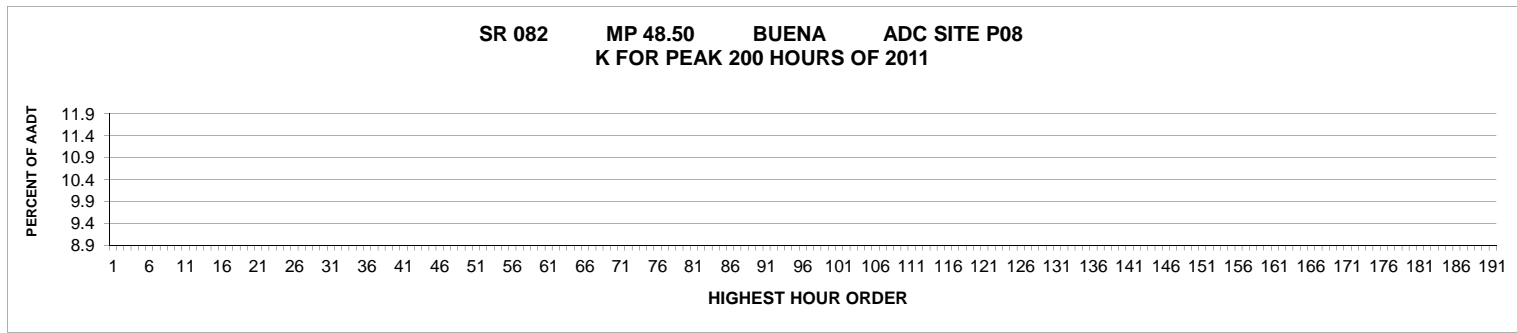 SR 082 MP 48.50 BUENA ADC SITE P08
K FOR PEAK 200 HOURS OF 2011
PERCENT OF AADT
11.9
11.4
10.9
10.4
9.9
9.4
8.9
1 6 11 16 21 26 31 36 41 46 51 56 61 66 71 76 81 86 91 96 101 106 111 116 121 126 131 136 141 146 151 156 161 166 171 176 181 186 191
HIGHEST HOUR ORDER